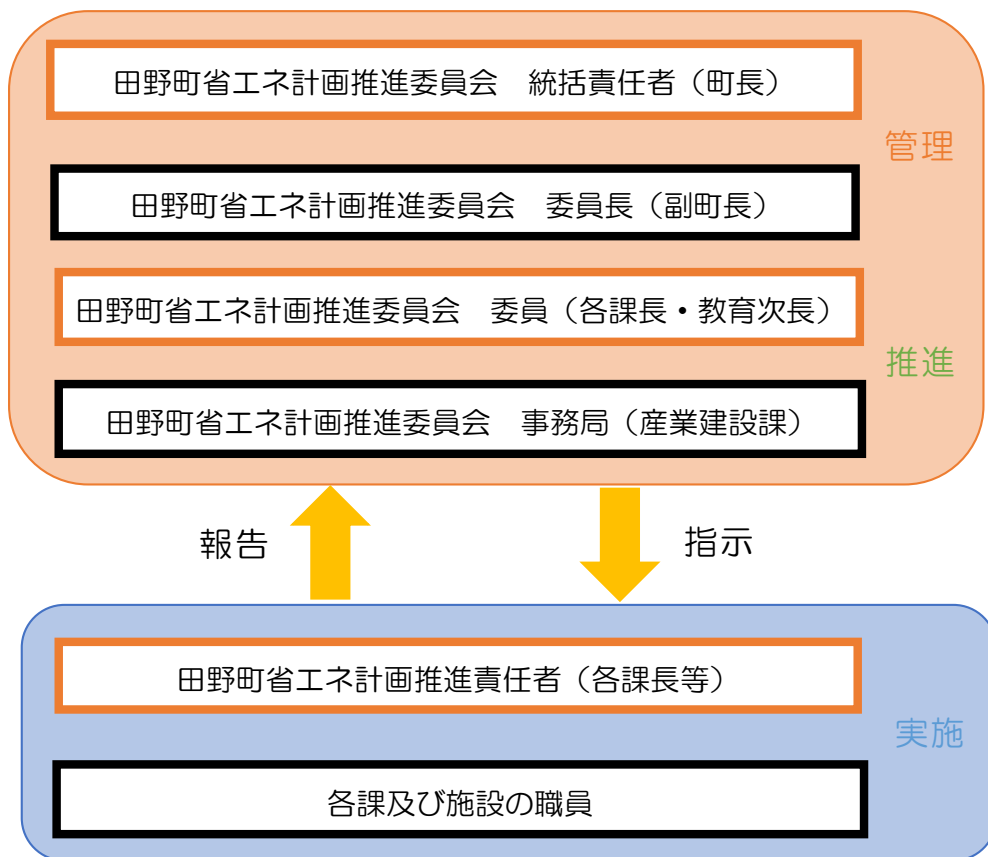 田野町省エネ計画推進委員会　統括責任者（町長）
管理
田野町省エネ計画推進委員会　委員長（副町長）
田野町省エネ計画推進委員会　委員（各課長・教育次長）
推進
田野町省エネ計画推進委員会　事務局（産業建設課）
報告
指示
田野町省エネ計画推進責任者（各課長等）
実施
各課及び施設の職員